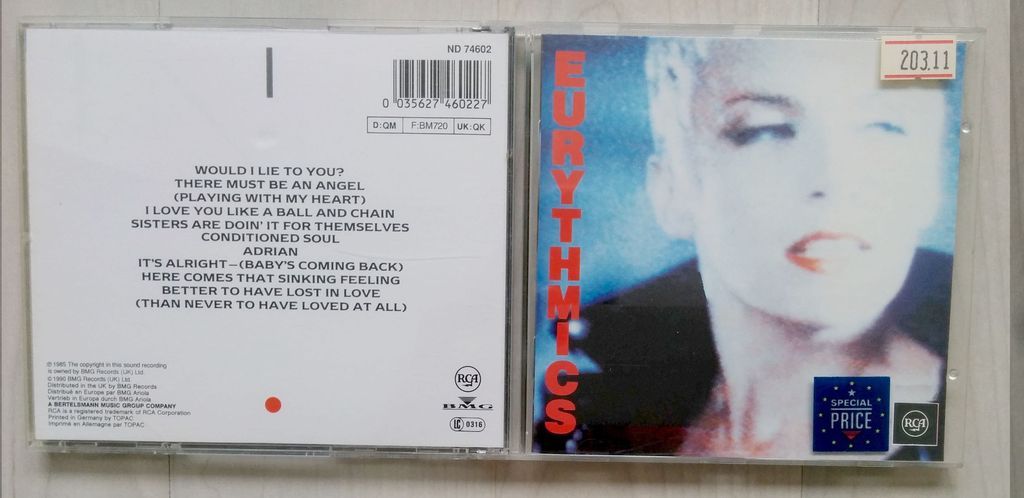 ND 74602
0 035627 460227
D:QM F:BM720 UK:QK
WOULD I LIE TO YOU?
THERE MUST BE AN ANGEL
(PLAYING WITH MY HEART)
I LOVE YOU LIKE A BALL AND CHAIN
SISTERS ARE DOIN' IT FOR THEMSELVES
CONDITIONED SOUL
ADRIAN
IT'S ALRIGHT—(BABY'S COMING BACK)
HERE COMES THAT SINKING FEELING
BETTER TO HAVE LOST IN LOVE
(THAN NEVER TO HAVE LOVED AT ALL)
℗ 1985 The copyright in this sound recording
is owned by BMG Records (UK) Ltd.
© 1990 BMG Records (UK) Ltd.
Distributed in the UK by BMG Records
Distribué en Europe par BMG Ariola
Vertrieb in Europa durch BMG Ariola
A BERTELSMANN MUSIC GROUP COMPANY
RCA is a registered trademark of RCA Corporation
Printed in Germany by TOPAC
Imprimé en Allemagne par TOPAC
RCA
BMG
LC 0316
EURYTHMICS
203.11
SPECIAL
PRICE
RCA